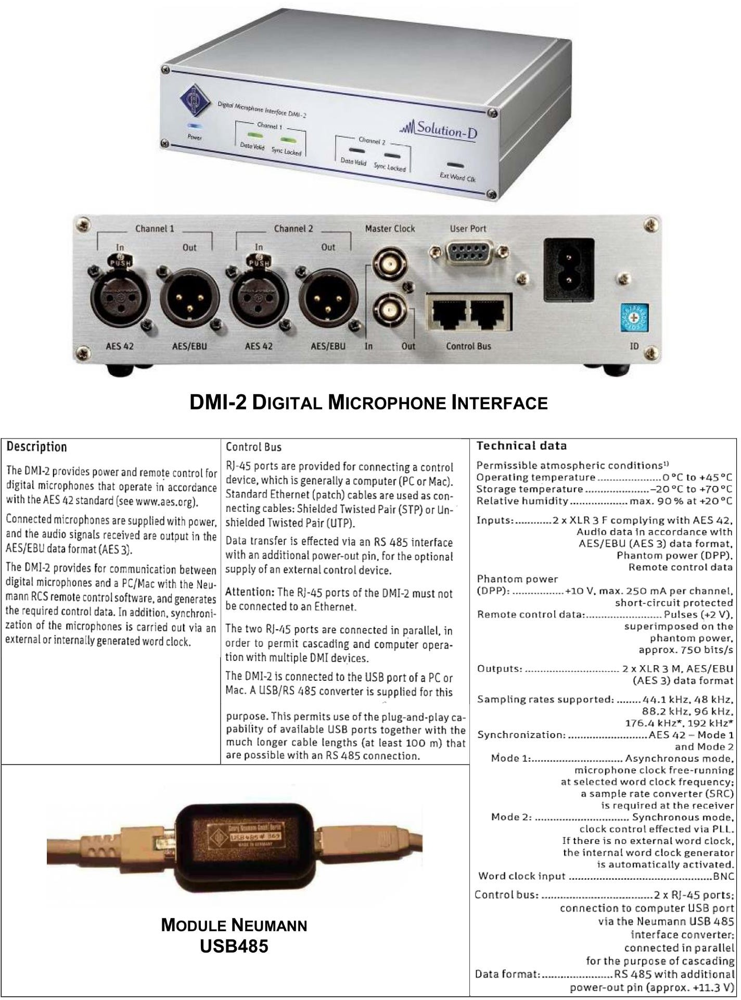 Digital Microphone Interface DMI-2
Solution-D
Power
Channel 1
Data Valid Sync Locked
Channel 2
Data Valid Sync Locked
Ext Word Clk
Channel 1
Channel 2
Master Clock
User Port
In
Out
In
Out
PUSH
PUSH
AES 42
AES/EBU
AES 42
AES/EBU
In
Out
Control Bus
ID
DMI-2 DIGITAL MICROPHONE INTERFACE
Description
The DMI-2 provides power and remote control for
digital microphones that operate in accordance
with the AES 42 standard (see www.aes.org).
Connected microphones are supplied with power,
and the audio signals received are output in the
AES/EBU data format (AES 3).
The DMI-2 provides for communication between
digital microphones and a PC/Mac with the Neu-
mann RCS remote control software, and generates
the required control data. In addition, synchroni-
zation of the microphones is carried out via an
external or internally generated word clock.
Control Bus
RJ-45 ports are provided for connecting a control
device, which is generally a computer (PC or Mac).
Standard Ethernet (patch) cables are used as con-
necting cables: Shielded Twisted Pair (STP) or Un-
shielded Twisted Pair (UTP).
Data transfer is effected via an RS 485 interface
with an additional power-out pin, for the optional
supply of an external control device.
Attention: The RJ-45 ports of the DMI-2 must not
be connected to an Ethernet.
The two RJ-45 ports are connected in parallel, in
order to permit cascading and computer opera-
tion with multiple DMI devices.
The DMI-2 is connected to the USB port of a PC or
Mac. A USB/RS 485 converter is supplied for this
purpose. This permits use of the plug-and-play ca-
pability of available USB ports together with the
much longer cable lengths (at least 100 m) that
are possible with an RS 485 connection.
Technical data
Permissible atmospheric conditions¹⁾
Operating temperature.....................0 °C to +45 °C
Storage temperature.....................–20 °C to +70 °C
Relative humidity...................max. 90 % at +20 °C
Inputs:............2 x XLR 3 F complying with AES 42,
Audio data in accordance with
AES/EBU (AES 3) data format,
Phantom power (DPP),
Remote control data
Phantom power
(DPP): .................+10 V, max. 250 mA per channel,
short-circuit protected
Remote control data:......................... Pulses (+2 V),
superimposed on the
phantom power,
approx. 750 bits/s
Outputs: ............................... 2 x XLR 3 M, AES/EBU
(AES 3) data format
Sampling rates supported: ........44.1 kHz, 48 kHz,
88.2 kHz, 96 kHz,
176.4 kHz*, 192 kHz*
Synchronization: ..........................AES 42 – Mode 1
and Mode 2
Mode 1:.............................. Asynchronous mode,
microphone clock free-running
at selected word clock frequency;
a sample rate converter (SRC)
is required at the receiver
Mode 2: ............................... Synchronous mode,
clock control effected via PLL.
If there is no external word clock,
the internal word clock generator
is automatically activated.
Word clock input ...............................................BNC
Control bus: ....................................2 x RJ-45 ports;
connection to computer USB port
via the Neumann USB 485
interface converter;
connected in parallel
for the purpose of cascading
Data format:.......................RS 485 with additional
power-out pin (approx. +11.3 V)
Georg Neumann GmbH Berlin
USB485# 369
MADE IN GERMANY
MODULE NEUMANN
USB485